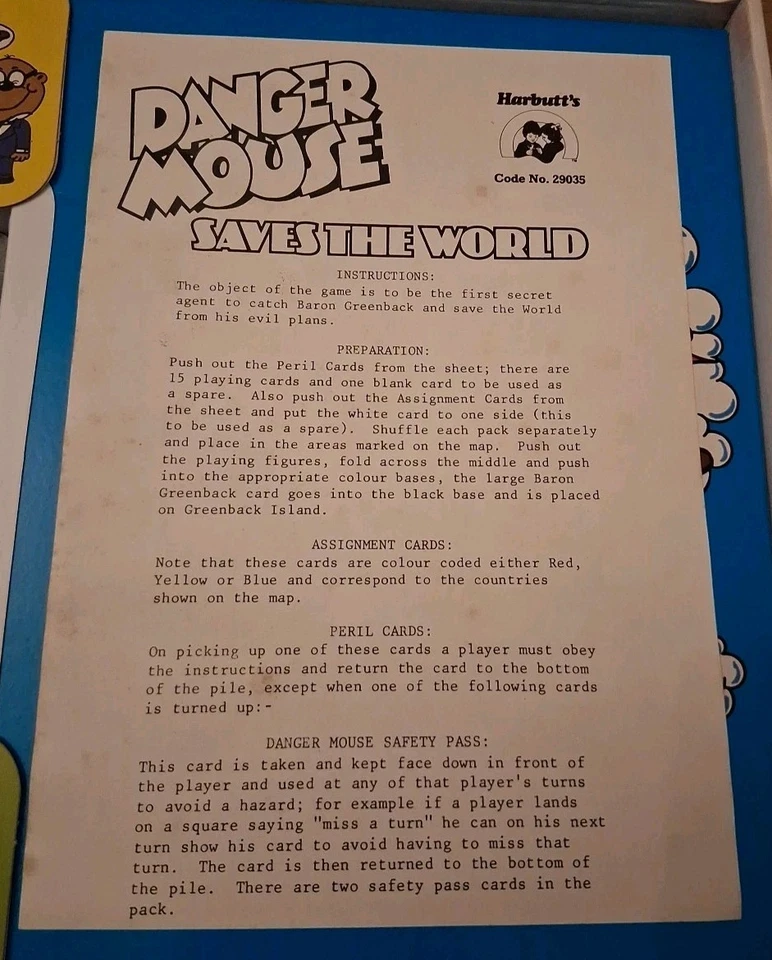 DANGER
MOUSE
Harbutt's
Code No. 29035
SAVES THE WORLD
INSTRUCTIONS:
The object of the game is to be the first secret
agent to catch Baron Greenback and save the World
from his evil plans.
PREPARATION:
Push out the Peril Cards from the sheet; there are
15 playing cards and one blank card to be used as
a spare. Also push out the Assignment Cards from
the sheet and put the white card to one side (this
to be used as a spare). Shuffle each pack separately
and place in the areas marked on the map. Push out
the playing figures, fold across the middle and push
into the appropriate colour bases, the large Baron
Greenback card goes into the black base and is placed
on Greenback Island.
ASSIGNMENT CARDS:
Note that these cards are colour coded either Red,
Yellow or Blue and correspond to the countries
shown on the map.
PERIL CARDS:
On picking up one of these cards a player must obey
the instructions and return the card to the bottom
of the pile, except when one of the following cards
is turned up:-
DANGER MOUSE SAFETY PASS:
This card is taken and kept face down in front of
the player and used at any of that player's turns
to avoid a hazard; for example if a player lands
on a square saying "miss a turn" he can on his next
turn show his card to avoid having to miss that
turn. The card is then returned to the bottom of
the pile. There are two safety pass cards in the
pack.